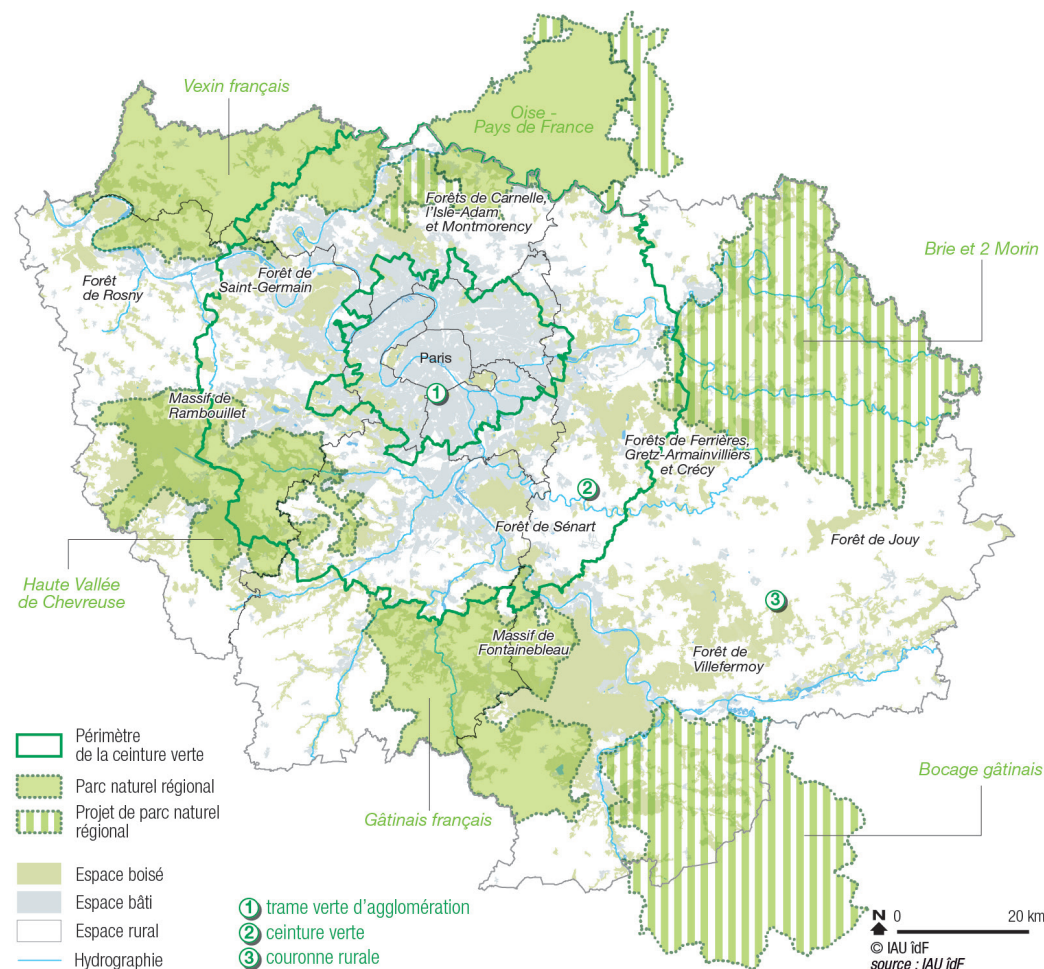 Vexin français
Oise -
Pays de France
Forêts de Carnelle,
l'Isle-Adam
et Montmorency
Brie et 2 Morin
Forêt
de Rosny
Forêt de
Saint-Germain
Paris
1
Massif de
Rambouillet
Forêts de Ferrières,
Gretz-Armainvilliers
et Crécy
2
Forêt de Sénart
Forêt de Jouy
Haute Vallée
de Chevreuse
3
Massif de
Fontainebleau
Forêt de
Villefermoy
Bocage gâtinais
Gâtinais français
Périmètre
de la ceinture verte
Parc naturel régional
Projet de parc naturel
régional
Espace boisé
Espace bâti
Espace rural
Hydrographie
1 trame verte d'agglomération
2 ceinture verte
3 couronne rurale
N 0 20 km
© IAU îdF
source : IAU îdF